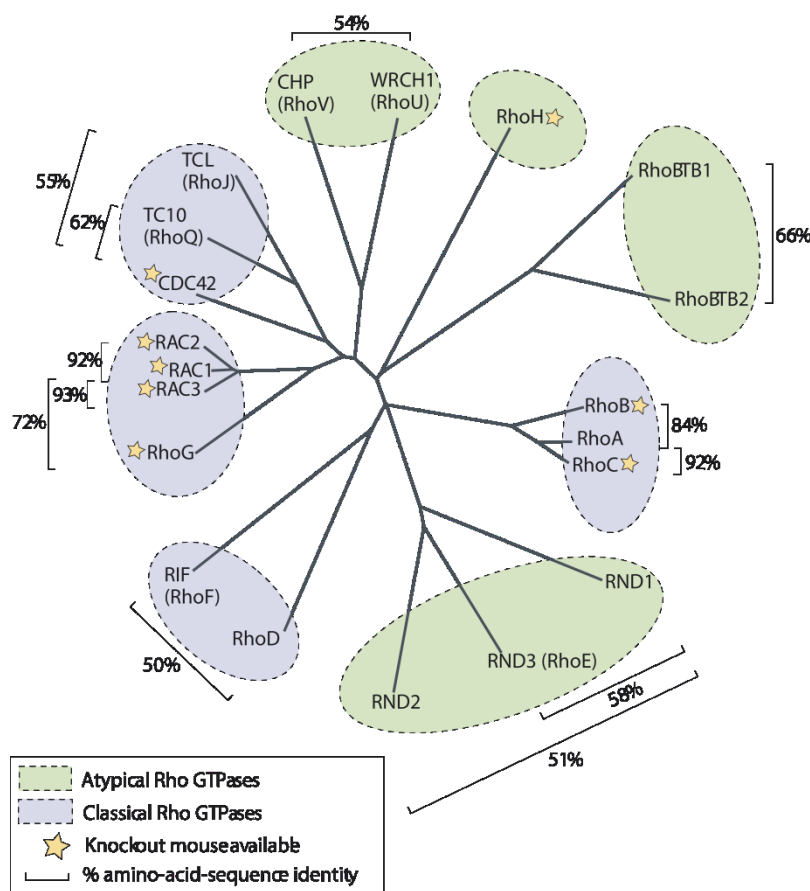 54%
CHP
(RhoV)
WRCH1
(RhoU)
RhoH
TCL
(RhoJ)
55%
TC10
(RhoQ)
62%
CDC42
RhoBTB1
66%
RhoBTB2
RAC2
92%
RAC1
RAC3
93%
72%
RhoG
RhoB
84%
RhoA
RhoC
92%
RIF
(RhoF)
RhoD
50%
RND1
RND3 (RhoE)
RND2
58%
51%
Atypical Rho GTPases
Classical Rho GTPases
Knockout mouse available
% amino-acid-sequence identity